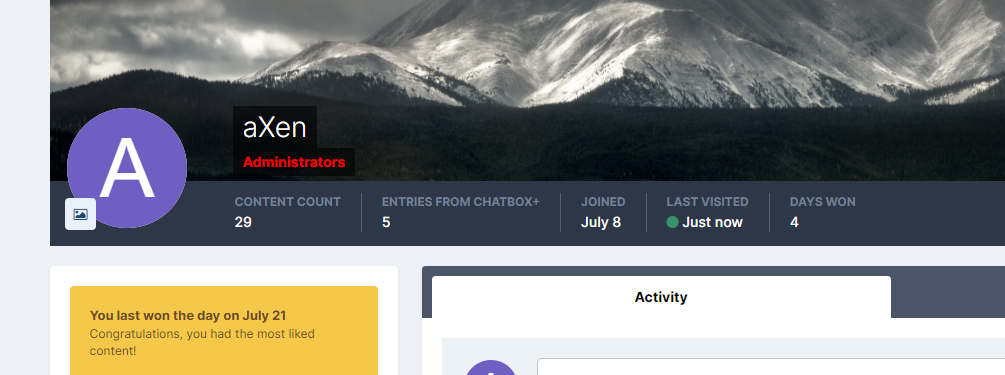 aXen
Administrators
A
CONTENT COUNT
29
ENTRIES FROM CHATBOX+
5
JOINED
July 8
LAST VISITED
Just now
DAYS WON
4
You last won the day on July 21
Congratulations, you had the most liked
content!
Activity